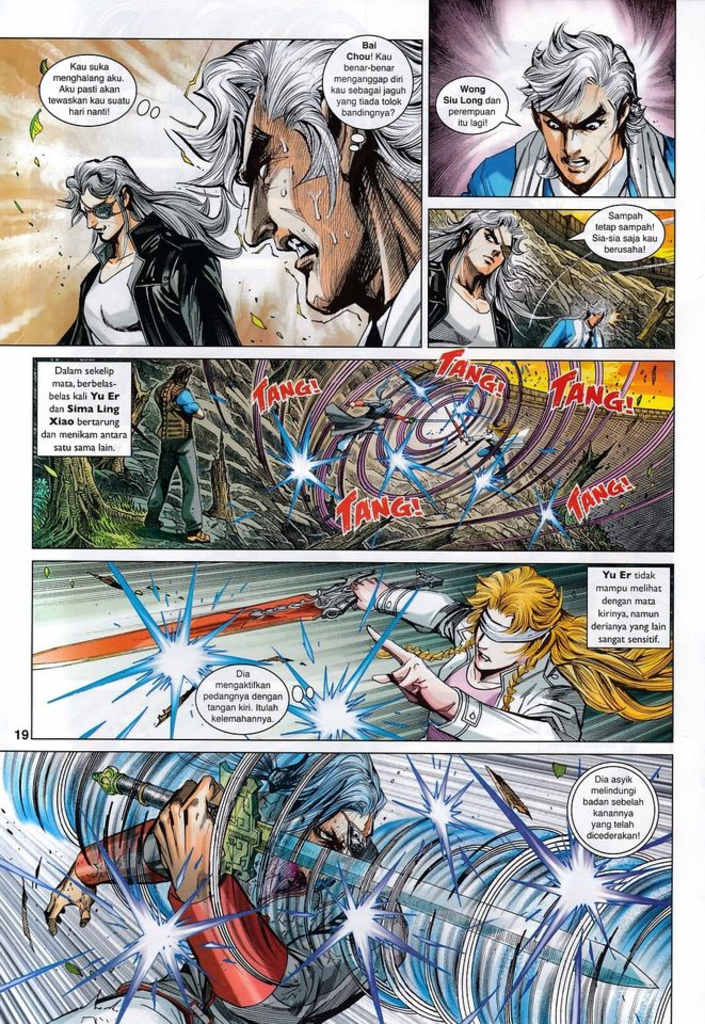 Kau suka
menghalang aku.
Aku pasti akan
tewaskan kau suatu
hari nanti!
Bai
Chou! Kau
benar-benar
menganggap diri
kau sebagai jaguh
yang tiada tolok
bandingnya?
Wong
Siu Long dan
perempuan
itu lagi!
Sampah
tetap sampah!
Sia-sia saja kau
berusaha!
Dalam sekelip
mata, berbelas-
belas kali Yu Er
dan Sima Ling
Xiao bertarung
dan menikam antara
satu sama lain.
TANG!
TANG!
TANG!
TANG!
TANG!
Yu Er tidak
mampu melihat
dengan mata
kirinya, namun
derianya yang lain
sangat sensitif.
Dia
mengaktifkan
pedangnya dengan
tangan kiri. Itulah
kelemahannya.
19
Dia asyik
melindungi
badan sebelah
kanannya
yang telah
dicederakan!